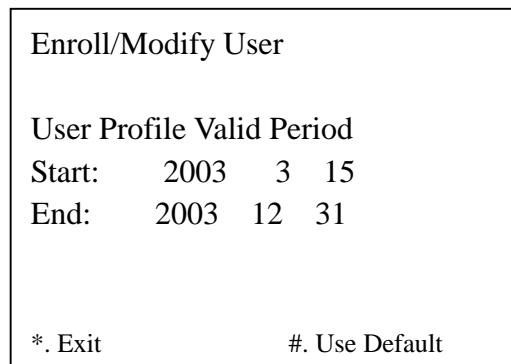 Enroll/Modify User
User Profile Valid Period
Start: 2003 3 15
End: 2003 12 31
*. Exit #. Use Default